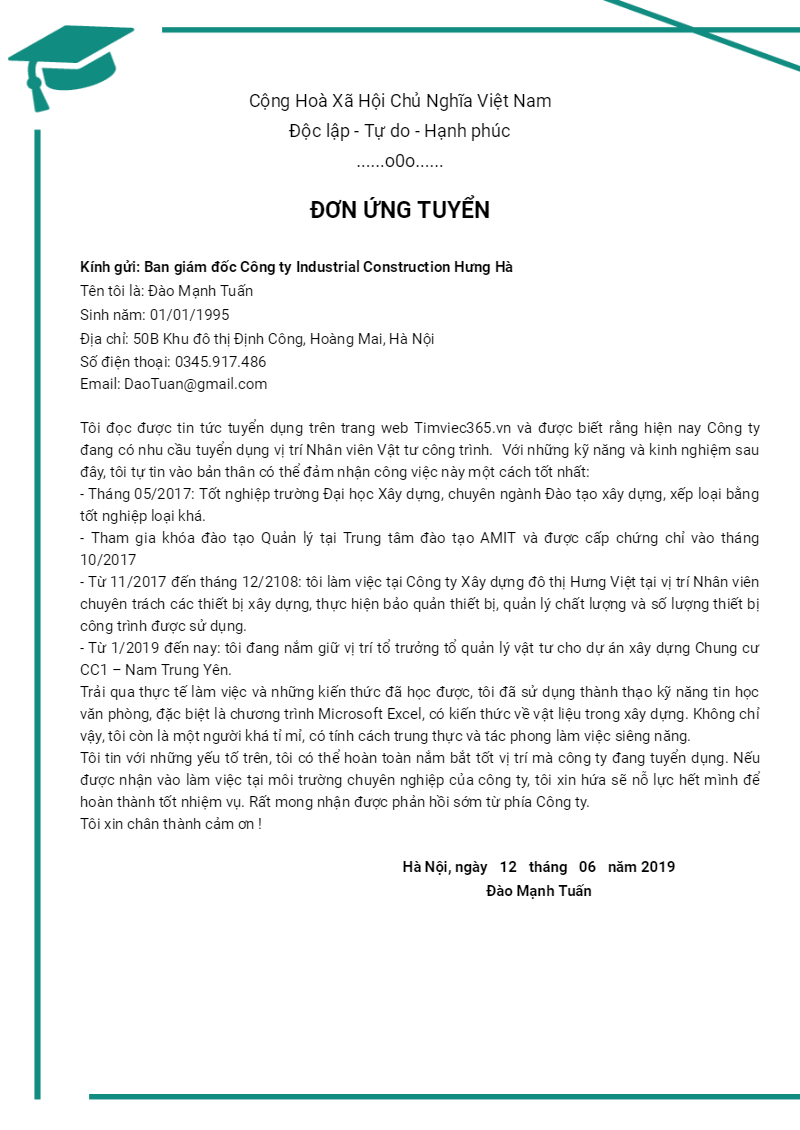 Cộng Hoà Xã Hội Chủ Nghĩa Việt Nam
Độc lập - Tự do - Hạnh phúc
......o0o......
ĐƠN ỨNG TUYỂN
Kính gửi: Ban giám đốc Công ty Industrial Construction Hưng Hà
Tên tôi là: Đào Mạnh Tuấn
Sinh năm: 01/01/1995
Địa chỉ: 50B Khu đô thị Định Công, Hoàng Mai, Hà Nội
Số điện thoại: 0345.917.486
Email: DaoTuan@gmail.com
Tôi đọc được tin tức tuyển dụng trên trang web Timviec365.vn và được biết rằng hiện nay Công ty
đang có nhu cầu tuyển dụng vị trí Nhân viên Vật tư công trình.  Với những kỹ năng và kinh nghiệm sau
đây, tôi tự tin vào bản thân có thể đảm nhận công việc này một cách tốt nhất:
- Tháng 05/2017: Tốt nghiệp trường Đại học Xây dựng, chuyên ngành Đào tạo xây dựng, xếp loại bằng
tốt nghiệp loại khá.
- Tham gia khóa đào tạo Quản lý tại Trung tâm đào tạo AMIT và được cấp chứng chỉ vào tháng
10/2017
- Từ 11/2017 đến tháng 12/2108: tôi làm việc tại Công ty Xây dựng đô thị Hưng Việt tại vị trí Nhân viên
chuyên trách các thiết bị xây dựng, thực hiện bảo quản thiết bị, quản lý chất lượng và số lượng thiết bị
công trình được sử dụng.
- Từ 1/2019 đến nay: tôi đang nắm giữ vị trí tổ trưởng tổ quản lý vật tư cho dự án xây dựng Chung cư
CC1 – Nam Trung Yên.
Trải qua thực tế làm việc và những kiến thức đã học được, tôi đã sử dụng thành thạo kỹ năng tin học
văn phòng, đặc biệt là chương trình Microsoft Excel, có kiến thức về vật liệu trong xây dựng. Không chỉ
vậy, tôi còn là một người khá tỉ mỉ, có tính cách trung thực và tác phong làm việc siêng năng.
Tôi tin với những yếu tố trên, tôi có thể hoàn toàn nắm bắt tốt vị trí mà công ty đang tuyển dụng. Nếu
được nhận vào làm việc tại môi trường chuyên nghiệp của công ty, tôi xin hứa sẽ nỗ lực hết mình để
hoàn thành tốt nhiệm vụ. Rất mong nhận được phản hồi sớm từ phía Công ty.
Tôi xin chân thành cảm ơn !
Hà Nội, ngày 12 tháng 06 năm 2019
Đào Mạnh Tuấn